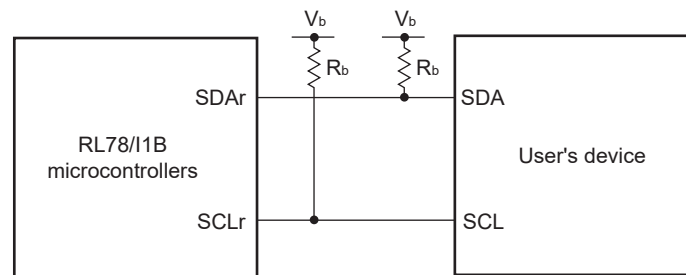 Vb Vb
Rb Rb
SDAr SDA
RL78/I1B
microcontrollers
User's device
SCLr SCL